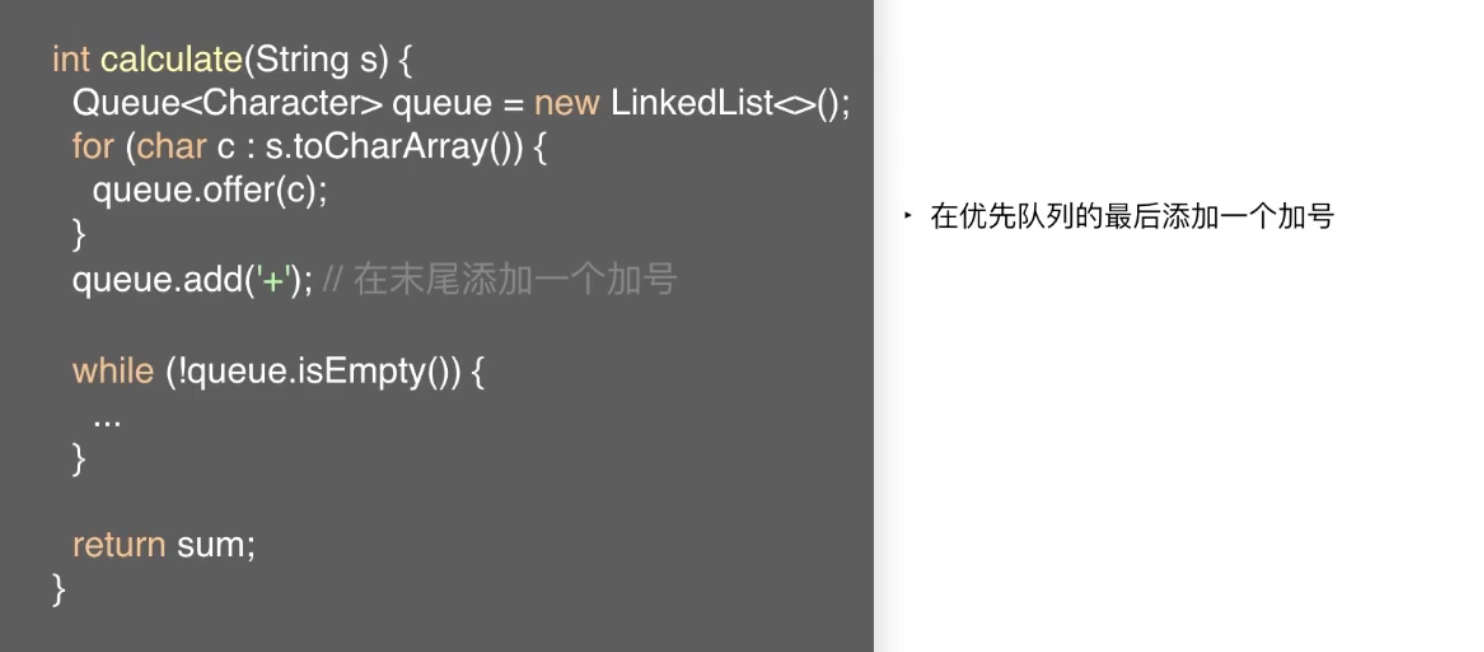 int calculate(String s) {
Queue<Character> queue = new LinkedList<>();
for (char c : s.toCharArray()) {
queue.offer(c);
}
queue.add('+'); // 在末尾添加一个加号
while (!queue.isEmpty()) {
...
}
return sum;
}
‣ 在优先队列的最后添加一个加号